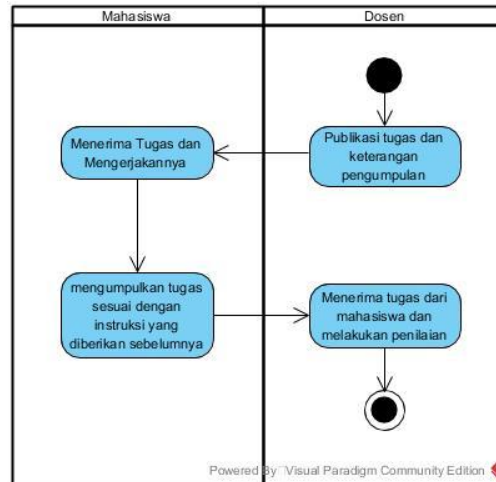 Mahasiswa
Dosen
Publikasi tugas dan
keterangan
pengumpulan
Menerima Tugas dan
Mengerjakannya
mengumpulkan tugas
sesuai dengan
instruksi yang
diberikan sebelumnya
Menerima tugas dari
mahasiswa dan
melakukan penilaian
Powered By Visual Paradigm Community Edition